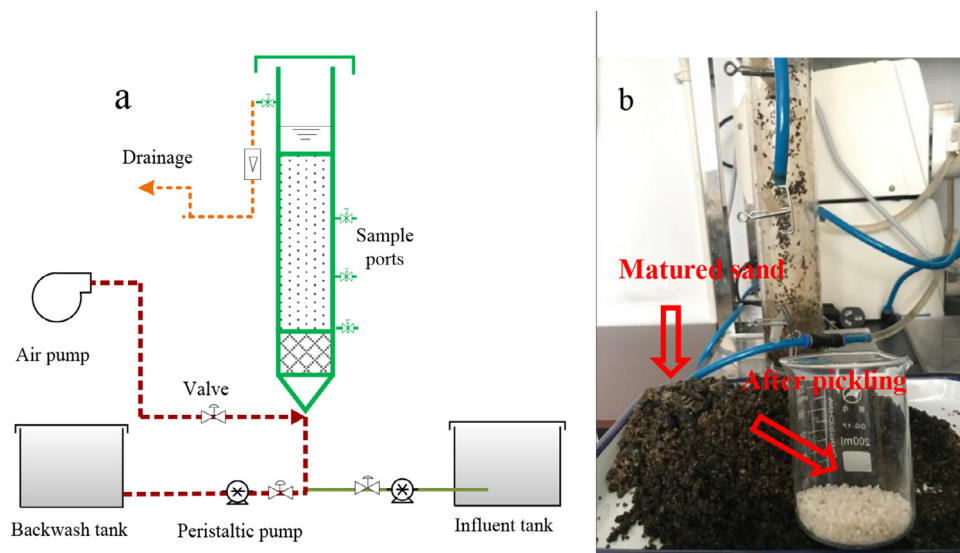 a
Drainage
Sample
ports
Air pump
Valve
Backwash tank
Peristaltic pump
Influent tank
b
Matured sand
After pickling
200ml